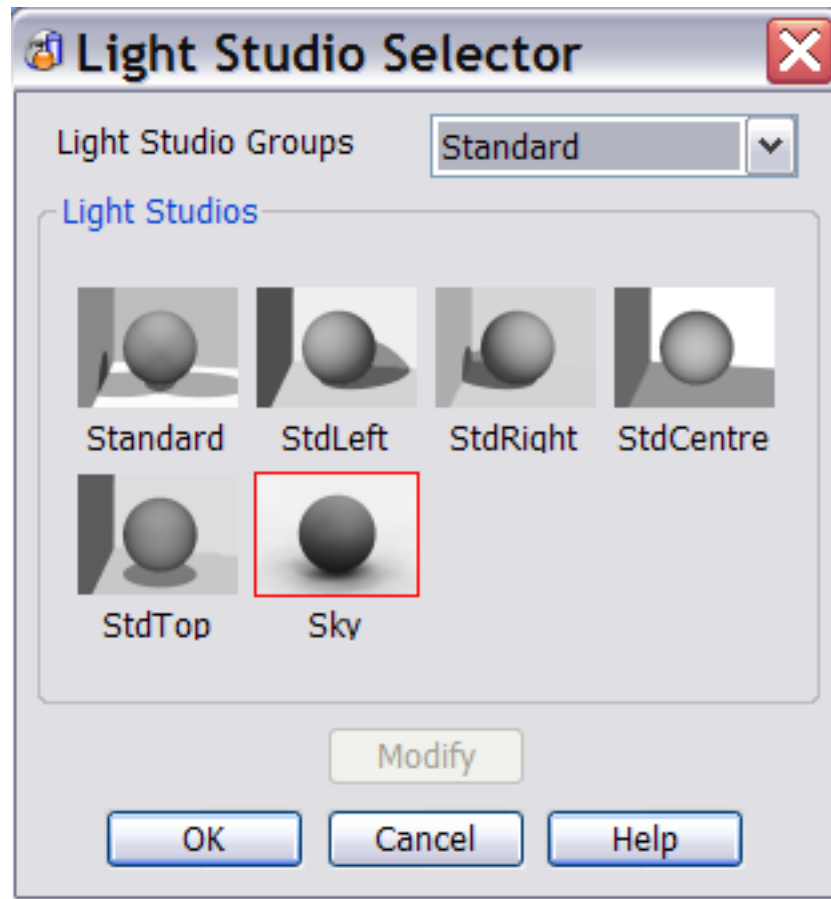 Light Studio Selector
Light Studio Groups Standard
Light Studios
Standard StdLeft StdRight StdCentre
StdTop Sky
Modify
OK Cancel Help